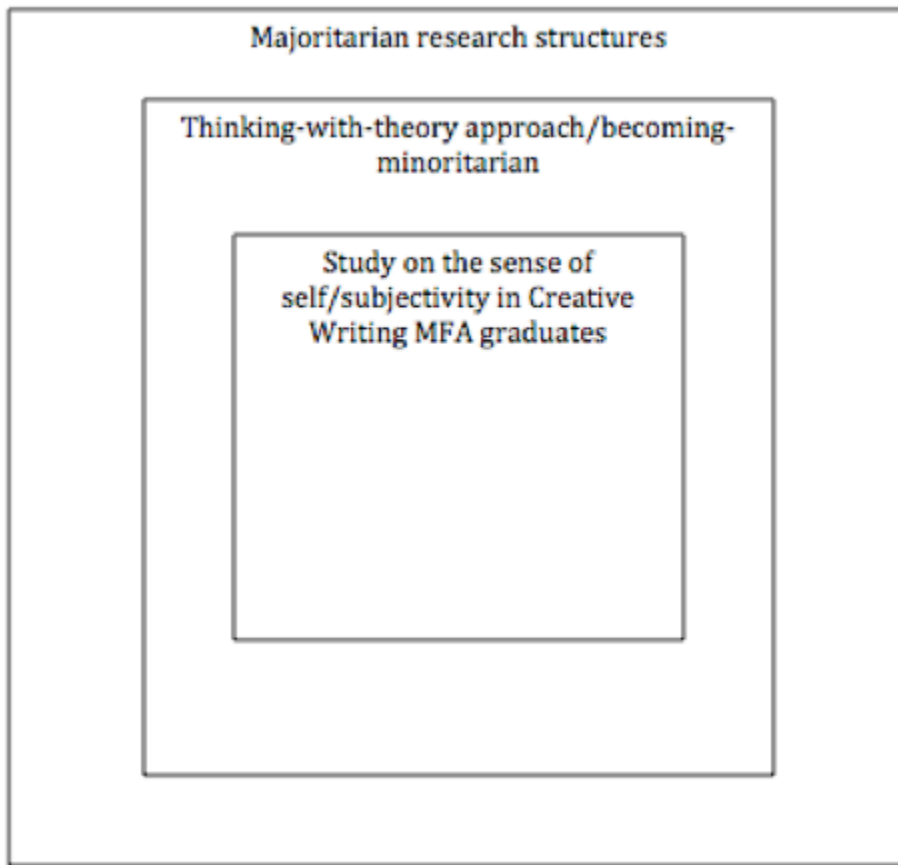 Majoritarian research structures
Thinking-with-theory approach/becoming-
minoritarian
Study on the sense of
self/subjectivity in Creative
Writing MFA graduates